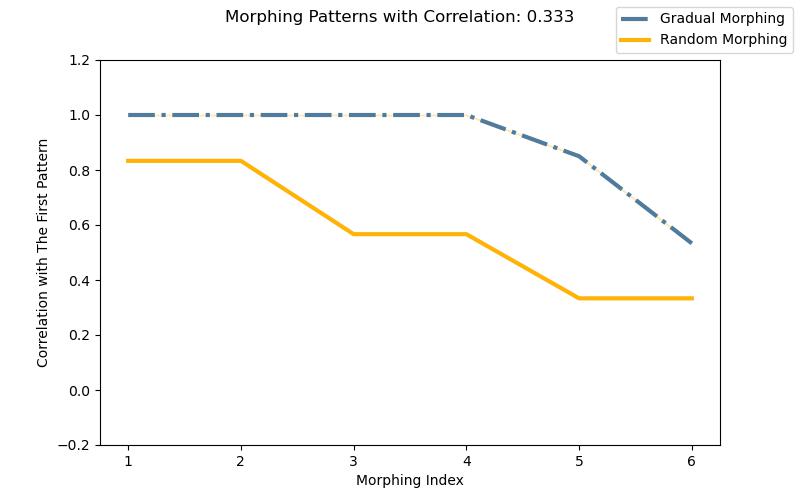 Morphing Patterns with Correlation: 0.333
Gradual Morphing
Random Morphing
1.2
1.0
0.8
0.6
0.4
0.2
0.0
−0.2
Correlation with The First Pattern
1 2 3 4 5 6
Morphing Index